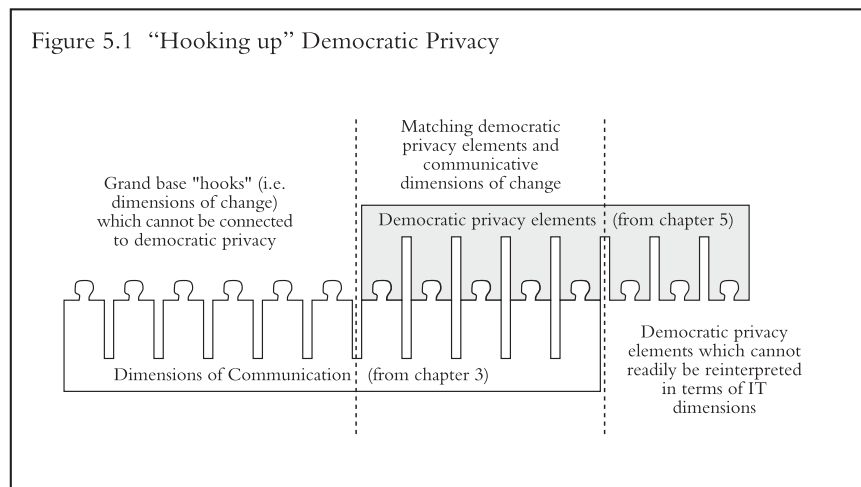 Figure 5.1 “Hooking up” Democratic Privacy
Grand base "hooks" (i.e.
dimensions of change)
which cannot be connected
to democratic privacy
Matching democratic
privacy elements and
communicative
dimensions of change
Democratic privacy elements (from chapter 5)
Dimensions of Communication (from chapter 3)
Democratic privacy
elements which cannot
readily be reinterpreted
in terms of IT
dimensions